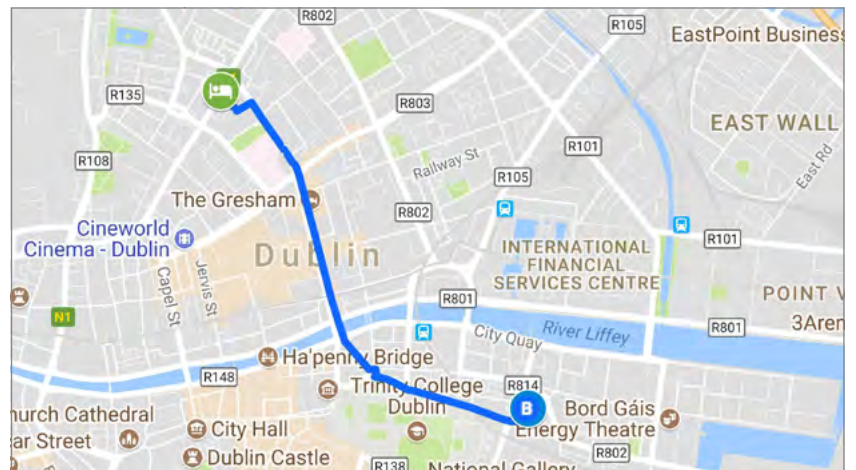 R802
R105
EastPoint Business
R135
R803
EAST WALL
R108
R101
Railway St
East Rd
R105
The Gresham
R802
Cineworld
Cinema - Dublin
Dublin
R101
INTERNATIONAL
FINANCIAL
SERVICES CENTRE
Capel St
Jervis St
R801
POINT V
N1
City Quay
River Liffey
R801
3Aren
Ha'penny Bridge
R148
Trinity College
Dublin
R814
B
hurch Cathedral
ar Street
City Hall
Bord Gáis
Energy Theatre
Dublin Castle
R138
National Gallery
R802